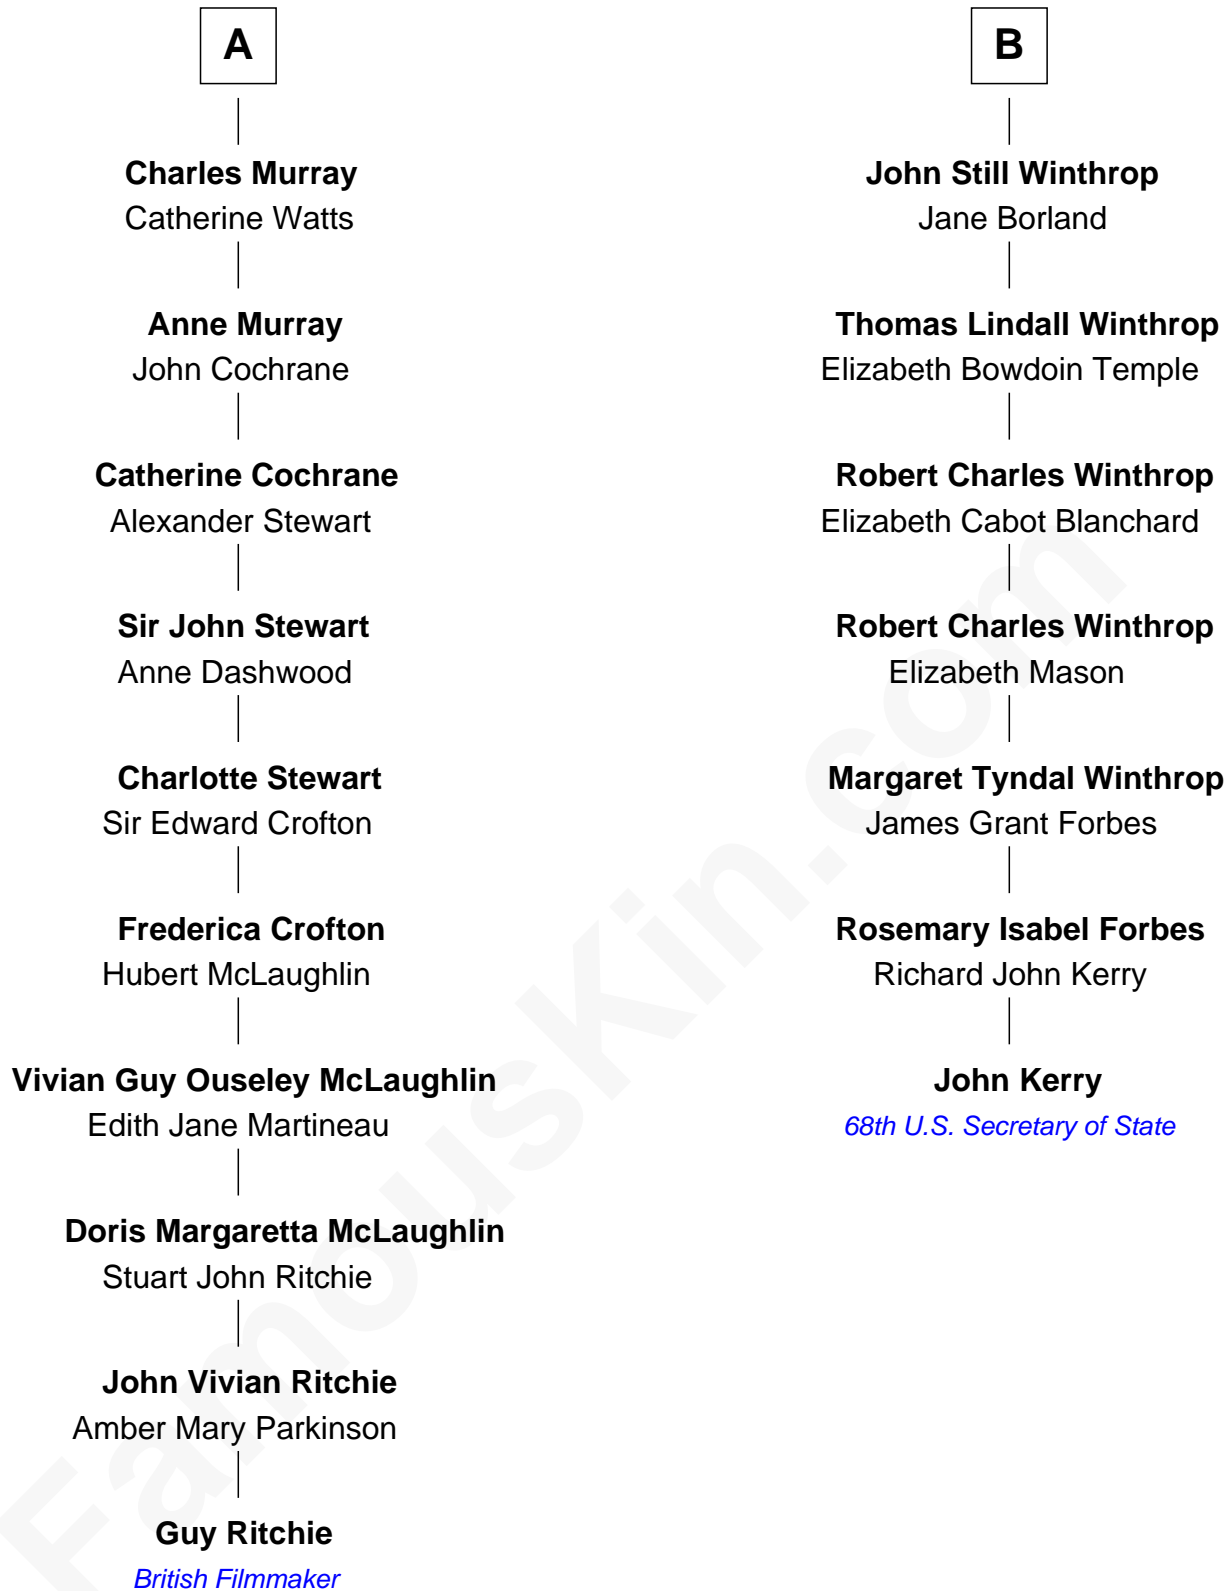 A
Charles Murray
Catherine Watts
Anne Murray
John Cochrane
Catherine Cochrane
Alexander Stewart
Sir John Stewart
Anne Dashwood
Charlotte Stewart
Sir Edward Crofton
Frederica Crofton
Hubert McLaughlin
Vivian Guy Ouseley McLaughlin
Edith Jane Martineau
Doris Margaretta McLaughlin
Stuart John Ritchie
John Vivian Ritchie
Amber Mary Parkinson
Guy Ritchie
British Filmmaker
B
John Still Winthrop
Jane Borland
Thomas Lindall Winthrop
Elizabeth Bowdoin Temple
Robert Charles Winthrop
Elizabeth Cabot Blanchard
Robert Charles Winthrop
Elizabeth Mason
Margaret Tyndal Winthrop
James Grant Forbes
Rosemary Isabel Forbes
Richard John Kerry
John Kerry
68th U.S. Secretary of State
FamousKin.com